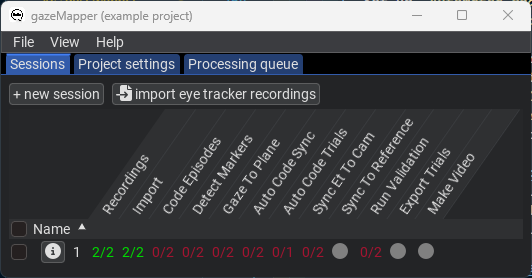 gazeMapper (example project)
File View Help
Sessions Project settings Processing queue
+ new session import eye tracker recordings
Recordings
Import
Code Episodes
Detect Markers
Gaze To Plane
Auto Code Sync
Auto Code Trials
Sync Et To Cam
Sync To Reference
Run Validation
Export Trials
Make Video
Name
1 2/2 2/2 0/2 0/2 0/2 0/2 0/1 0/2 0/2